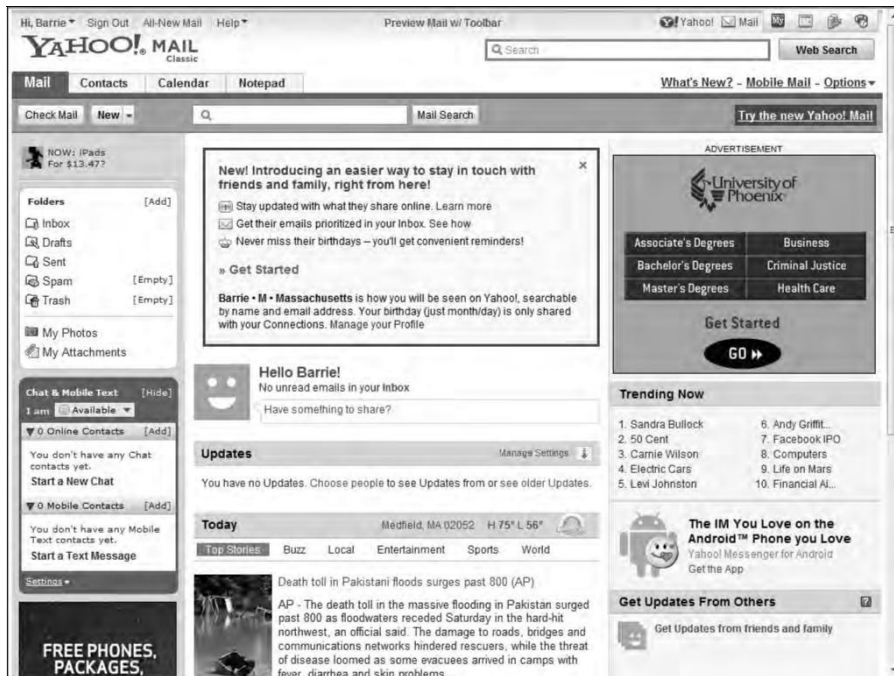 Hi, Barrie Sign Out All-New Mail Help
Preview Mail w/ Toolbar
Yahoo! Mail
YAHOO! MAIL
Classic
Search
Web Search
Mail Contacts Calendar Notepad
What's New? - Mobile Mail - Options
Check Mail New
Mail Search
Try the new Yahoo! Mail
NOW: iPads
For $13.47?
Folders [Add]
Inbox
Drafts
Sent
Spam [Empty]
Trash [Empty]
My Photos
My Attachments
Chat & Mobile Text [Hide]
I am Available
0 Online Contacts [Add]
You don't have any Chat
contacts yet.
Start a New Chat
0 Mobile Contacts [Add]
You don't have any Mobile
Text contacts yet.
Start a Text Message
Settings
FREE PHONES,
PACKAGES,
New! Introducing an easier way to stay in touch with
friends and family, right from here!
Stay updated with what they share online. Learn more
Get their emails prioritized in your Inbox. See how
Never miss their birthdays – you'll get convenient reminders!
» Get Started
Barrie • M • Massachusetts is how you will be seen on Yahoo!, searchable
by name and email address. Your birthday (just month/day) is only shared
with your Connections. Manage your Profile
Hello Barrie!
No unread emails in your Inbox
Have something to share?
Updates Manage Settings
You have no Updates. Choose people to see Updates from or see older Updates.
Today Medfield, MA 02052 H 75° L 56°
Top Stories Buzz Local Entertainment Sports World
Death toll in Pakistani floods surges past 800 (AP)
AP - The death toll in the massive flooding in Pakistan surged
past 800 as floodwaters receded Saturday in the hard-hit
northwest, an official said. The damage to roads, bridges and
communications networks hindered rescuers, while the threat
of disease loomed as some evacuees arrived in camps with
fever, diarrhea and skin problems.
ADVERTISEMENT
University of
Phoenix
Associate's Degrees Business
Bachelor's Degrees Criminal Justice
Master's Degrees Health Care
Get Started
GO
Trending Now
1. Sandra Bullock
2. 50 Cent
3. Carnie Wilson
4. Electric Cars
5. Levi Johnston
6. Andy Griffit...
7. Facebook IPO
8. Computers
9. Life on Mars
10. Financial Ai...
The IM You Love on the
Android™ Phone you Love
Yahoo! Messenger for Android
Get the App
Get Updates From Others
Get Updates from friends and family